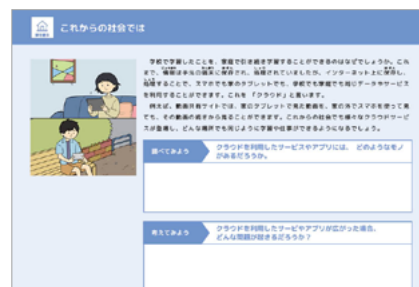 これからの社会では
学校で学習したことを、家庭で引き続き学習することができるのはなぜでしょうか。これ
まで、情報は手元の端末に保存され、処理されていましたが、インターネット上に保存し、
処理することで、スマホでも家のタブレットでも、学校でも家庭でも同じデータやサービス
を利用することができます。これを「クラウド」と言います。
例えば、動画共有サイトでは、家のタブレットで見た動画を、家の外でスマホを使って見
ても、その動画の続きから見ることができます。これからの社会でも様々なクラウドサービ
スが登場し、どんな場所でも同じように学習や仕事ができるようになるでしょう。
調べてみよう
クラウドを利用したサービスやアプリには、どのようなモノ
があるだろうか。
考えてみよう
クラウドを利用したサービやアプリが広がった場合、
どんな問題が起きるだろうか？